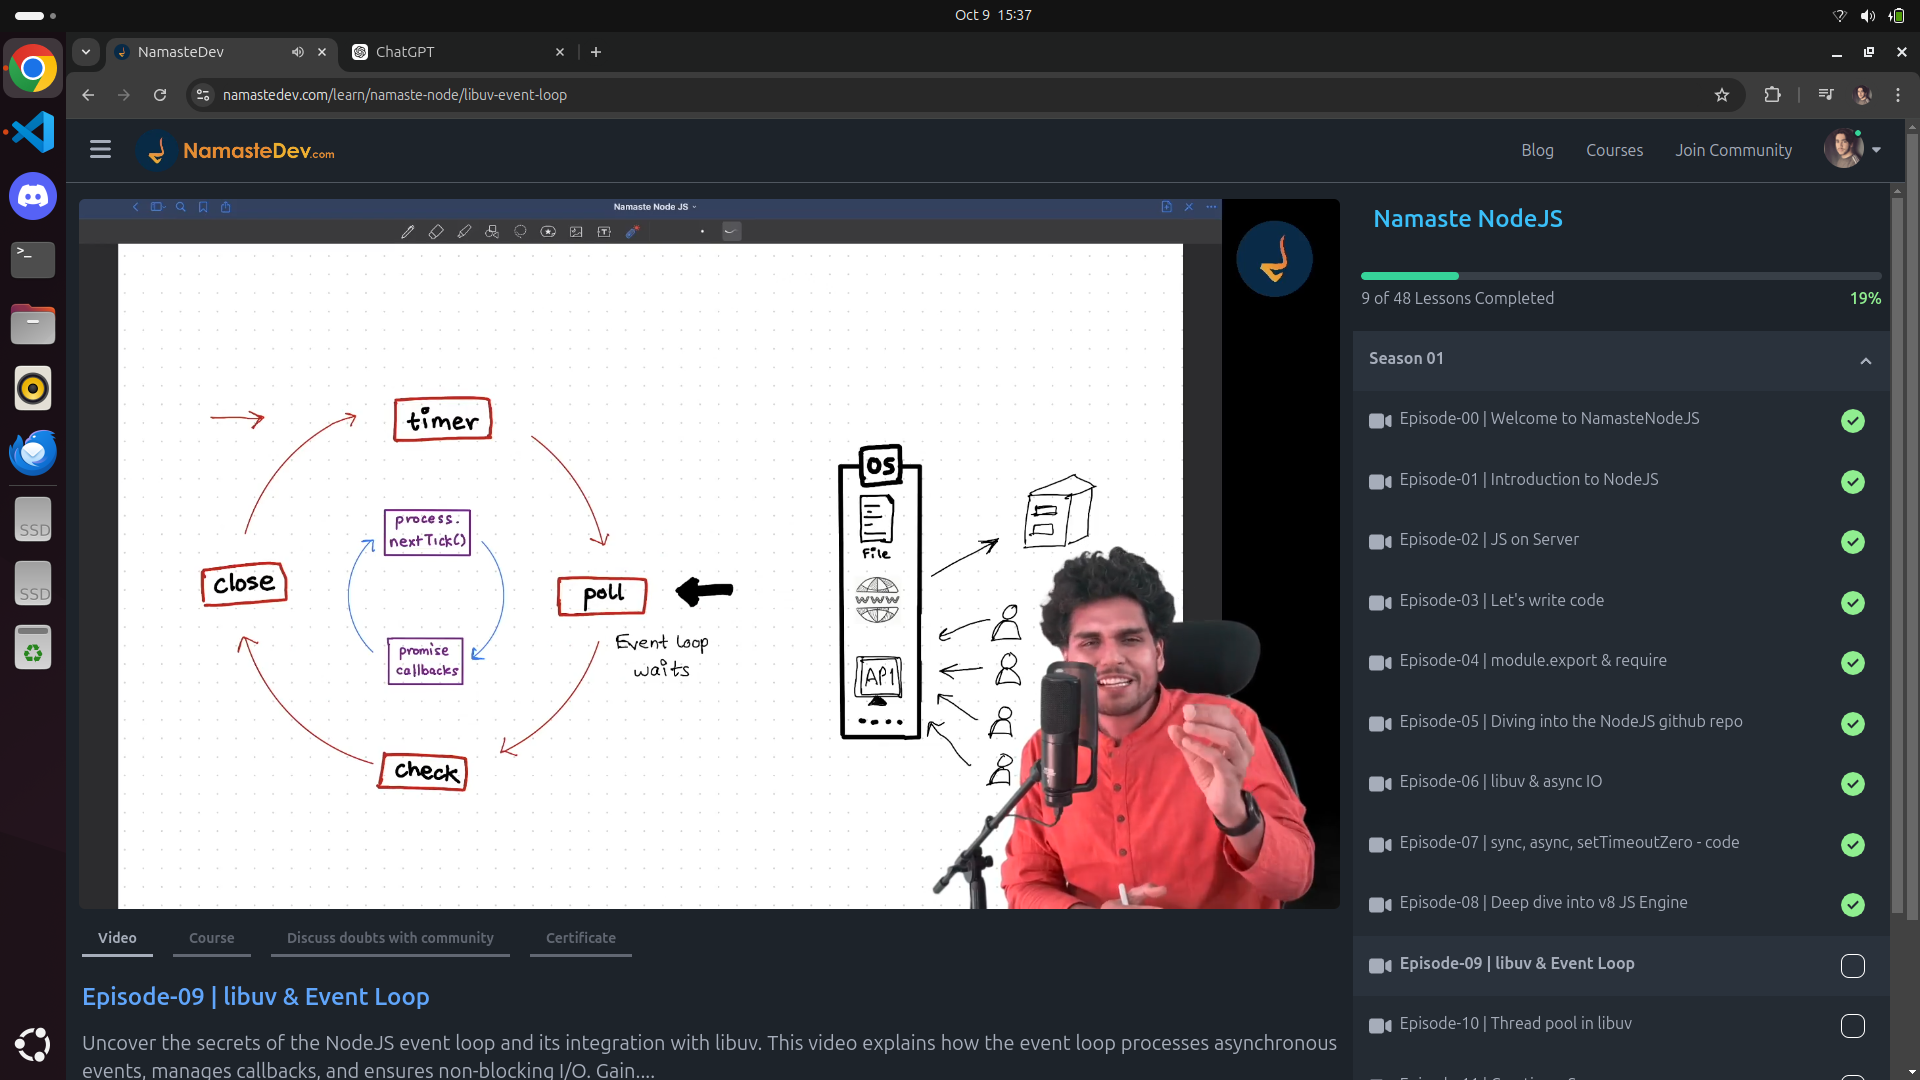 Oct 9 15:37
NamasteDev
ChatGPT
namastedev.com/learn/namaste-node/libuv-event-loop
NamasteDev.com
Blog
Courses
Join Community
Namaste Node JS
timer
process.
nextTick()
close
poll
Event loop
waits
promise
callbacks
check
OS
File
WWW
API
Namaste NodeJS
9 of 48 Lessons Completed
19%
Season 01
Episode-00 | Welcome to NamasteNodeJS
Episode-01 | Introduction to NodeJS
Episode-02 | JS on Server
Episode-03 | Let's write code
Episode-04 | module.export & require
Episode-05 | Diving into the NodeJS github repo
Episode-06 | libuv & async IO
Episode-07 | sync, async, setTimeoutZero - code
Episode-08 | Deep dive into v8 JS Engine
Episode-09 | libuv & Event Loop
Episode-10 | Thread pool in libuv
Video
Course
Discuss doubts with community
Certificate
Episode-09 | libuv & Event Loop
Uncover the secrets of the NodeJS event loop and its integration with libuv. This video explains how the event loop processes asynchronous
events, manages callbacks, and ensures non-blocking I/O. Gain....
SSD
SSD